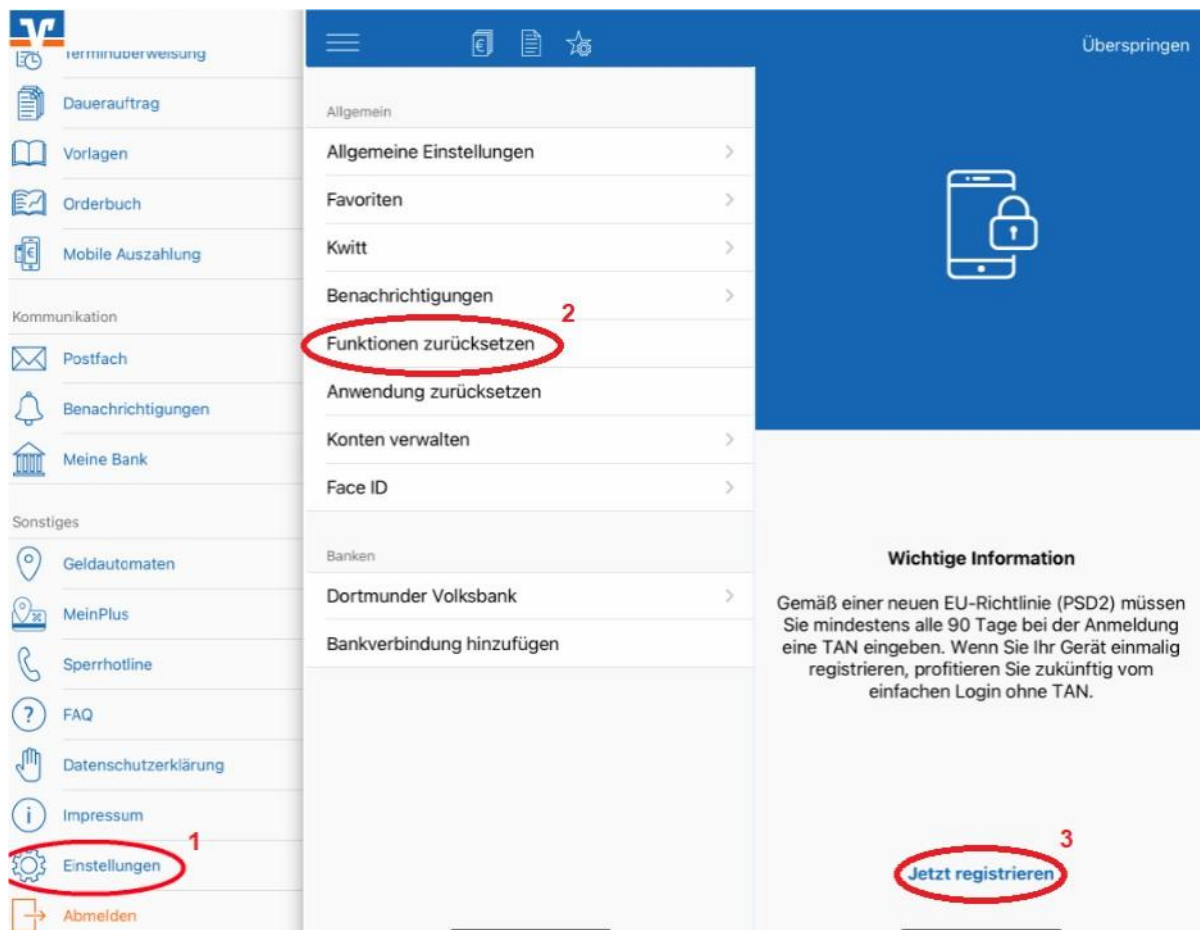 Terminüberweisung
Dauerauftrag
Vorlagen
Orderbuch
Mobile Auszahlung
Kommunikation
Postfach
Benachrichtigungen
Meine Bank
Sonstiges
Geldautomaten
MeinPlus
Sperrhotline
FAQ
Datenschutzerklärung
Impressum
1
Einstellungen
Abmelden
Allgemein
Allgemeine Einstellungen
Favoriten
Kwitt
Benachrichtigungen
2
Funktionen zurücksetzen
Anwendung zurücksetzen
Konten verwalten
Face ID
Banken
Dortmunder Volksbank
Bankverbindung hinzufügen
Überspringen
Wichtige Information
Gemäß einer neuen EU-Richtlinie (PSD2) müssen
Sie mindestens alle 90 Tage bei der Anmeldung
eine TAN eingeben. Wenn Sie Ihr Gerät einmalig
registrieren, profitieren Sie zukünftig vom
einfachen Login ohne TAN.
3
Jetzt registrieren